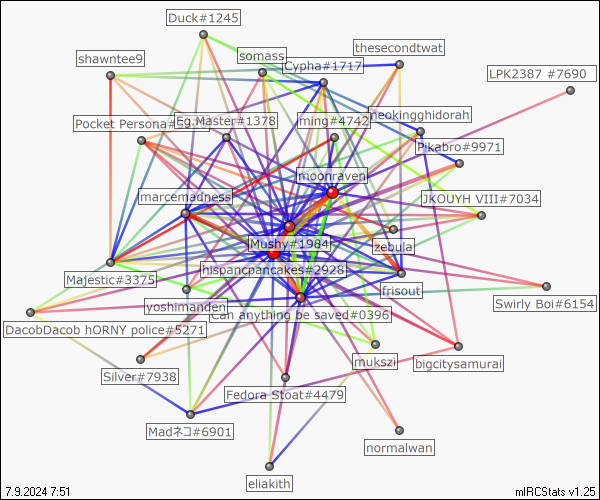 Duck#1245
somass
thesecondtwat
shawntee9
Cypha#1717
LPK2387 #7690
Pocket Persona#
Eg.Master#1378
ming#4742
neokingghidorah
Pikabro#9971
moonraven
marcemadness
JKOUYH VIII#7034
Mushy#1984
zebula
hispancpancakes#2928
Majestic#3375
frisout
yoshimanden
Swirly Boi#6154
Can anything be saved#0396
DacobDacob hORNY police#5271
mukszi
bigcitysamurai
Silver#7938
Fedora Stoat#4479
Madネコ#6901
normalwan
eliakith
7.9.2024 7:51
mIRCStats v1.25